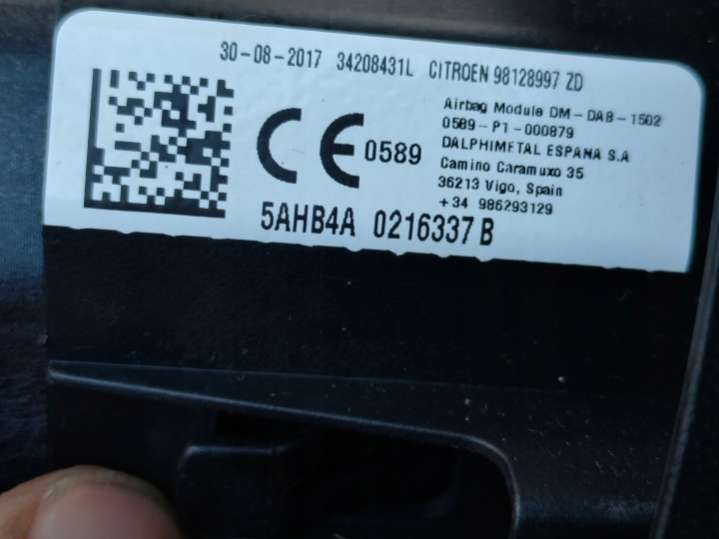 30-08-2017 34208431L CITROEN 98128997 ZD
CE 0589
Airbag Module DM-DAB-1502
0589-P1-000879
DALPHIMETAL ESPANA S.A
Camino Caramuxo 35
36213 Vigo, Spain
+34 986293129
5AHB4A 0216337 B